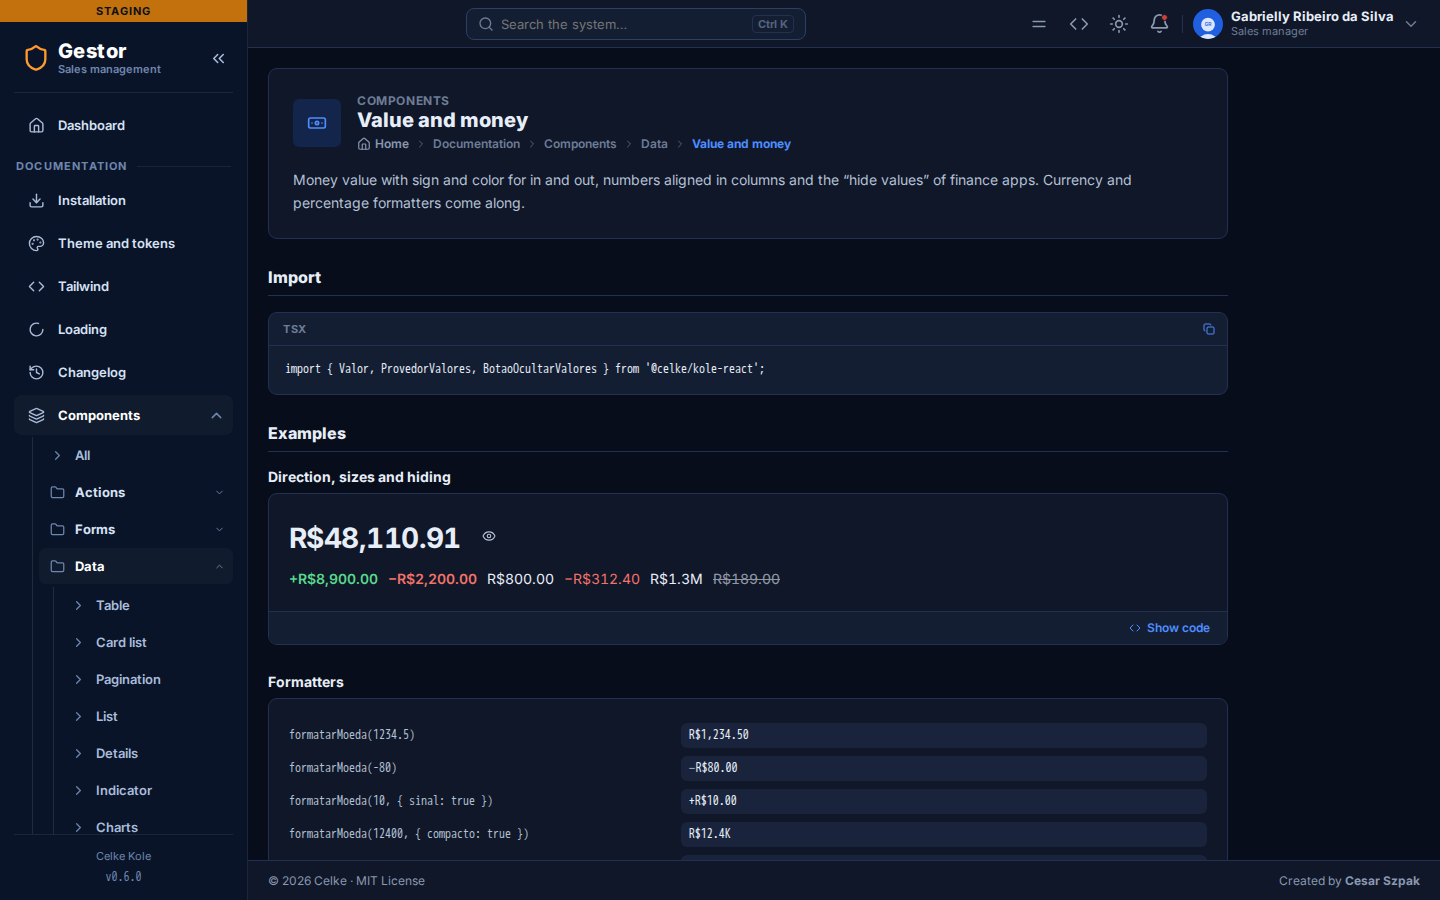 STAGING
Gestor
Sales management
Search the system...
Ctrl K
GR
Gabrielly Ribeiro da Silva
Sales manager
Dashboard
DOCUMENTATION
Installation
Theme and tokens
Tailwind
Loading
Changelog
Components
All
Actions
Forms
Data
Table
Card list
Pagination
List
Details
Indicator
Charts
Celke Kole
v0.6.0
COMPONENTS
Value and money
Home
Documentation
Components
Data
Value and money
Money value with sign and color for in and out, numbers aligned in columns and the “hide values” of finance apps. Currency and
percentage formatters come along.
Import
TSX
import { Valor, ProvedorValores, BotaoOcultarValores } from '@celke/kole-react';
Examples
Direction, sizes and hiding
R$48,110.91
+R$8,900.00 −R$2,200.00 R$800.00 −R$312.40 R$1.3M R$189.00
Show code
Formatters
formatarMoeda(1234.5) R$1,234.50
formatarMoeda(-80) −R$80.00
formatarMoeda(10, { sinal: true }) +R$10.00
formatarMoeda(12400, { compacto: true }) R$12.4K
© 2026 Celke · MIT License
Created by Cesar Szpak